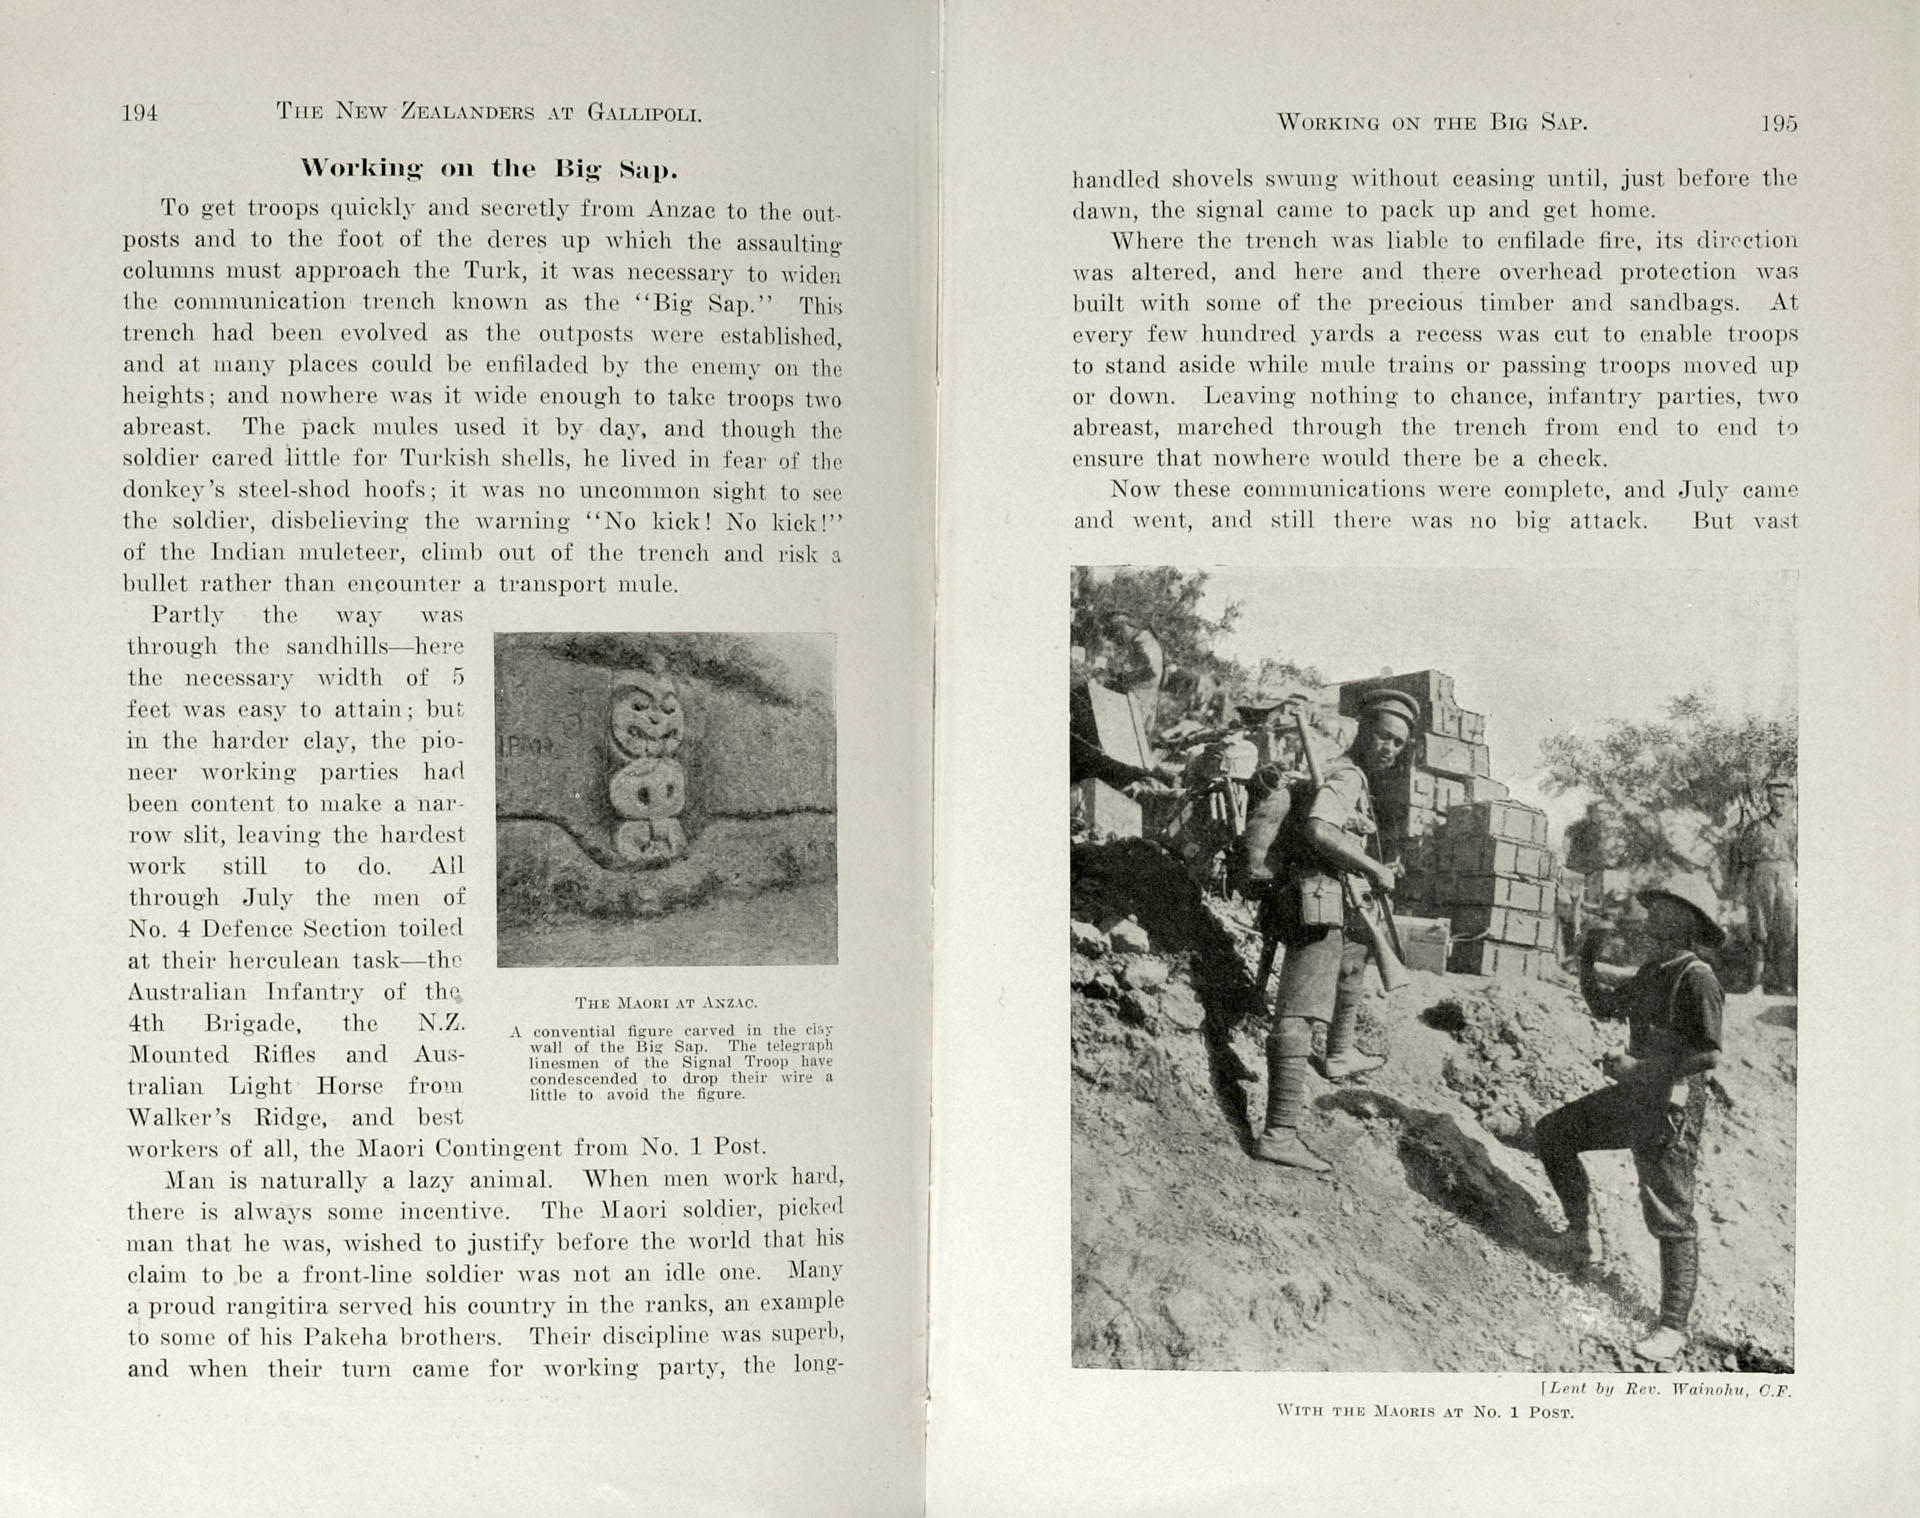 194 THE NEW ZEALANDERS AT GALLIPOLI.
Working on the Big Sap.
To get troops quickly and secretly from Anzac to the out-
posts and to the foot of the deres up which the assaulting
columns must approach the Turk, it was necessary to widen
the communication trench known as the “Big Sap.” This
trench had been evolved as the outposts were established,
and at many places could be enfiladed by the enemy on the
heights; and nowhere was it wide enough to take troops two
abreast. The pack mules used it by day, and though the
soldier cared little for Turkish shells, he lived in fear of the
donkey’s steel-shod hoofs; it was no uncommon sight to see
the soldier, disbelieving the warning “No kick! No kick!”
of the Indian muleteer, climb out of the trench and risk a
bullet rather than encounter a transport mule.
Partly the way was
through the sandhills—here
the necessary width of 5
feet was easy to attain; but
in the harder clay, the pio-
neer working parties had
been content to make a nar-
row slit, leaving the hardest
work still to do. All
through July the men of
No. 4 Defence Section toiled
at their herculean task—the
Australian Infantry of the
4th Brigade, the N.Z.
Mounted Rifles and Aus-
tralian Light Horse from
Walker’s Ridge, and best
workers of all, the Maori Contingent from No. 1 Post.
THE MAORI AT ANZAC.
A convential figure carved in the clay
wall of the Big Sap. The telegraph
linesmen of the Signal Troop have
condescended to drop their wire a
little to avoid the figure.
Man is naturally a lazy animal. When men work hard,
there is always some incentive. The Maori soldier, picked
man that he was, wished to justify before the world that his
claim to be a front-line soldier was not an idle one. Many
a proud rangitira served his country in the ranks, an example
to some of his Pakeha brothers. Their discipline was superb,
and when their turn came for working party, the long-
WORKING ON THE BIG SAP. 195
handled shovels swung without ceasing until, just before the
dawn, the signal came to pack up and get home.
Where the trench was liable to enfilade fire, its direction
was altered, and here and there overhead protection was
built with some of the precious timber and sandbags. At
every few hundred yards a recess was cut to enable troops
to stand aside while mule trains or passing troops moved up
or down. Leaving nothing to chance, infantry parties, two
abreast, marched through the trench from end to end to
ensure that nowhere would there be a check.
Now these communications were complete, and July came
and went, and still there was no big attack. But vast
[Lent by Rev. Wainohu, C.F.
WITH THE MAORIS AT NO. 1 POST.